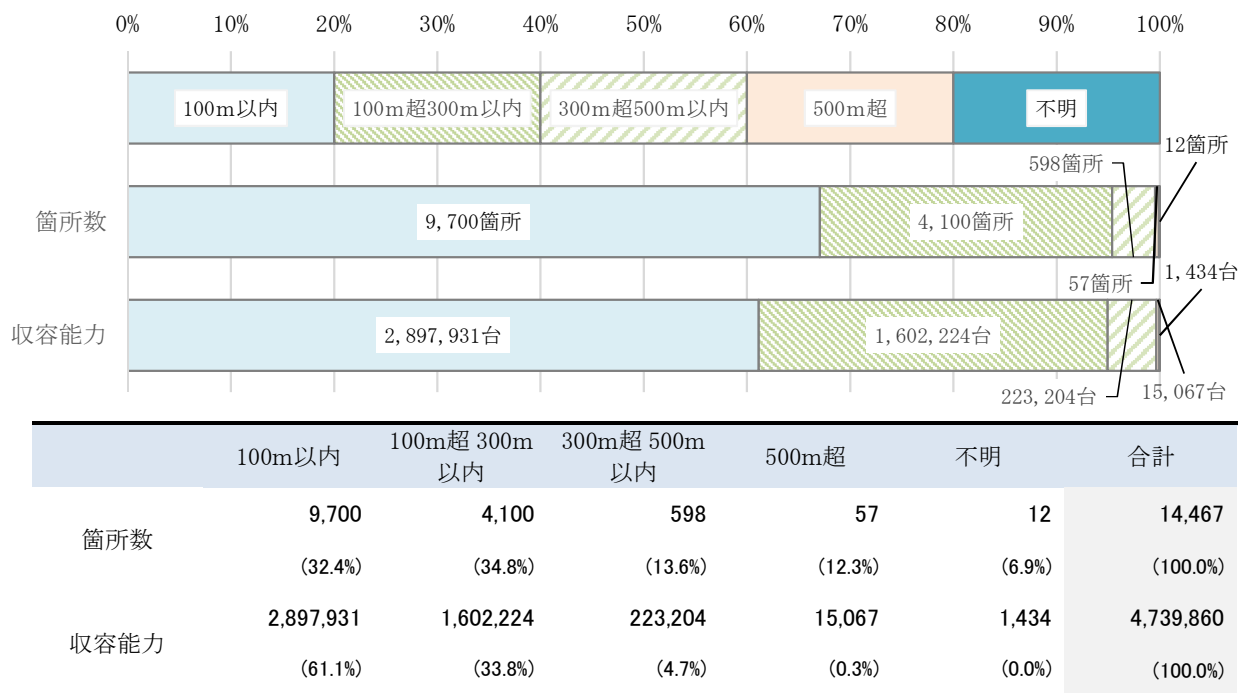 0% 10% 20% 30% 40% 50% 60% 70% 80% 90% 100%
100m以内 100m超300m以内 300m超500m以内 500m超 不明
598箇所 12箇所
箇所数 9,700箇所 4,100箇所
57箇所 1,434台
収容能力 2,897,931台 1,602,224台
223,204台 15,067台
100m以内 100m超 300m以内 300m超 500m以内 500m超 不明 合計
箇所数 9,700 4,100 598 57 12 14,467
(32.4%) (34.8%) (13.6%) (12.3%) (6.9%) (100.0%)
収容能力 2,897,931 1,602,224 223,204 15,067 1,434 4,739,860
(61.1%) (33.8%) (4.7%) (0.3%) (0.0%) (100.0%)